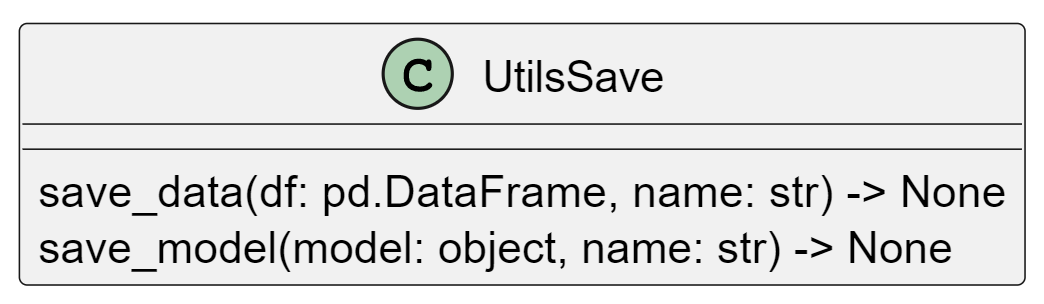 C UtilsSave
save_data(df: pd.DataFrame, name: str) -> None
save_model(model: object, name: str) -> None